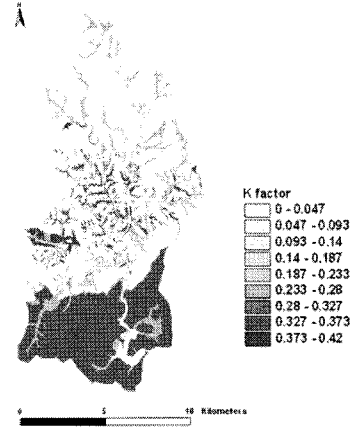 N
K factor
0 - 0.047
0.047 - 0.093
0.093 - 0.14
0.14 - 0.187
0.187 - 0.233
0.233 - 0.28
0.28 - 0.327
0.327 - 0.373
0.373 - 0.42
0 5 10 Kilometers